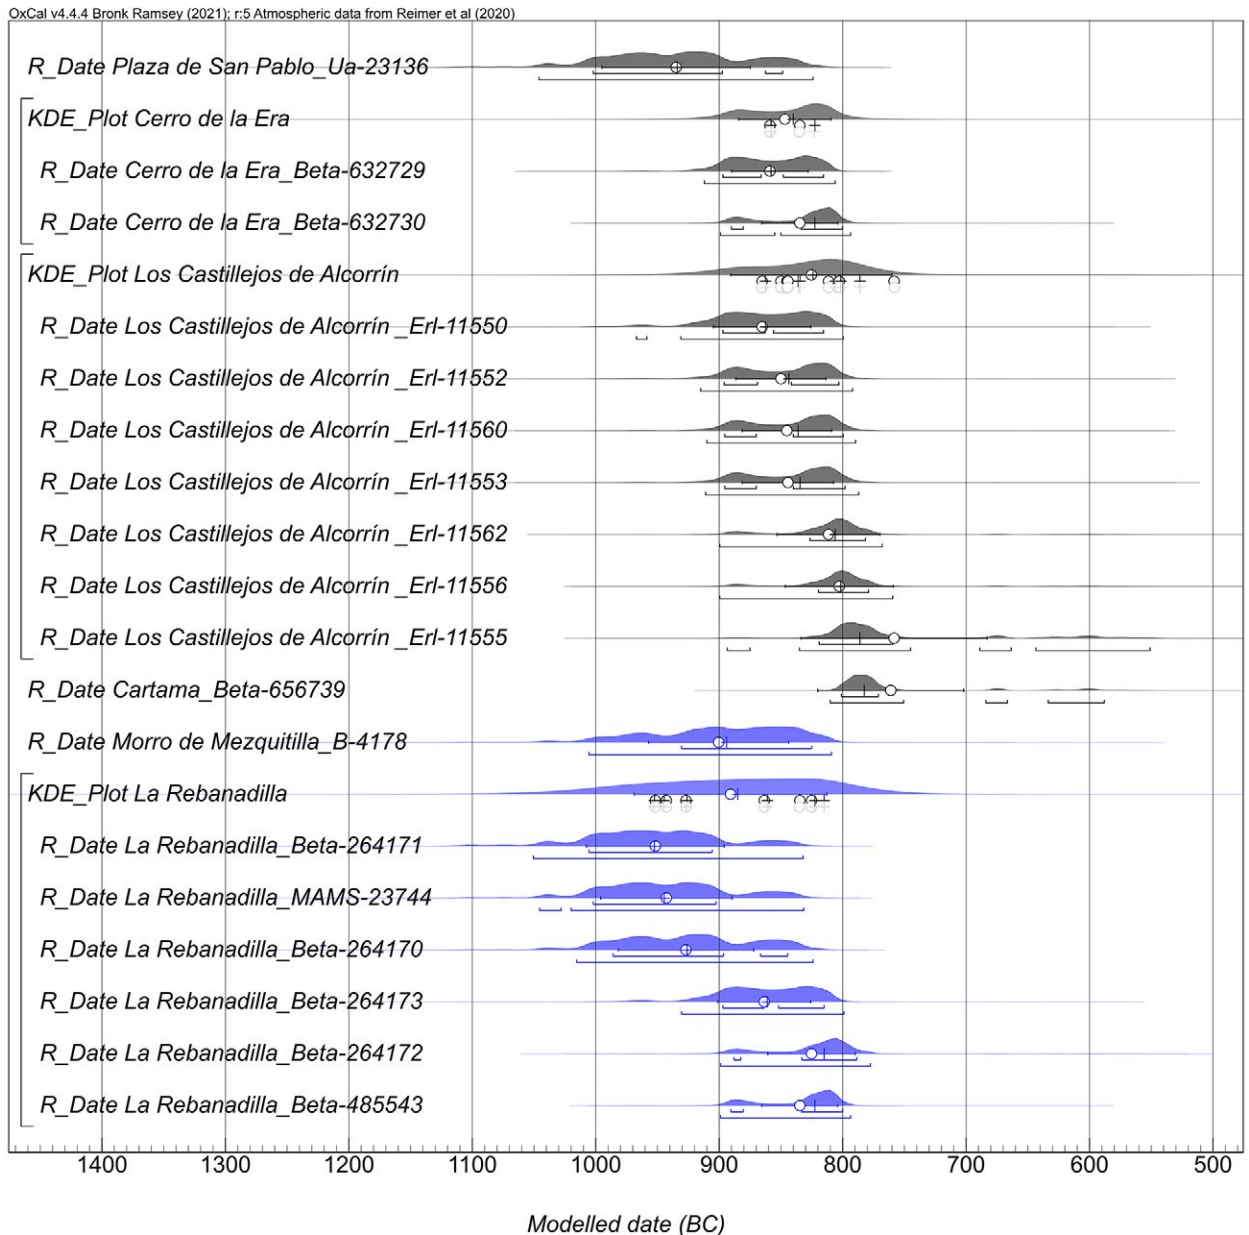 OxCal v4.4.4 Bronk Ramsey (2021); r:5 Atmospheric data from Reimer et al (2020)
R_Date Plaza de San Pablo_Ua-23136
KDE_Plot Cerro de la Era
R_Date Cerro de la Era_Beta-632729
R_Date Cerro de la Era_Beta-632730
KDE_Plot Los Castillejos de Alcorrín
R_Date Los Castillejos de Alcorrín _Erl-11550
R_Date Los Castillejos de Alcorrín _Erl-11552
R_Date Los Castillejos de Alcorrín _Erl-11560
R_Date Los Castillejos de Alcorrín _Erl-11553
R_Date Los Castillejos de Alcorrín _Erl-11562
R_Date Los Castillejos de Alcorrín _Erl-11556
R_Date Los Castillejos de Alcorrín _Erl-11555
R_Date Cartama_Beta-656739
R_Date Morro de Mezquitilla_B-4178
KDE_Plot La Rebanadilla
R_Date La Rebanadilla_Beta-264171
R_Date La Rebanadilla_MAMS-23744
R_Date La Rebanadilla_Beta-264170
R_Date La Rebanadilla_Beta-264173
R_Date La Rebanadilla_Beta-264172
R_Date La Rebanadilla_Beta-485543
1400 1300 1200 1100 1000 900 800 700 600 500
Modelled date (BC)